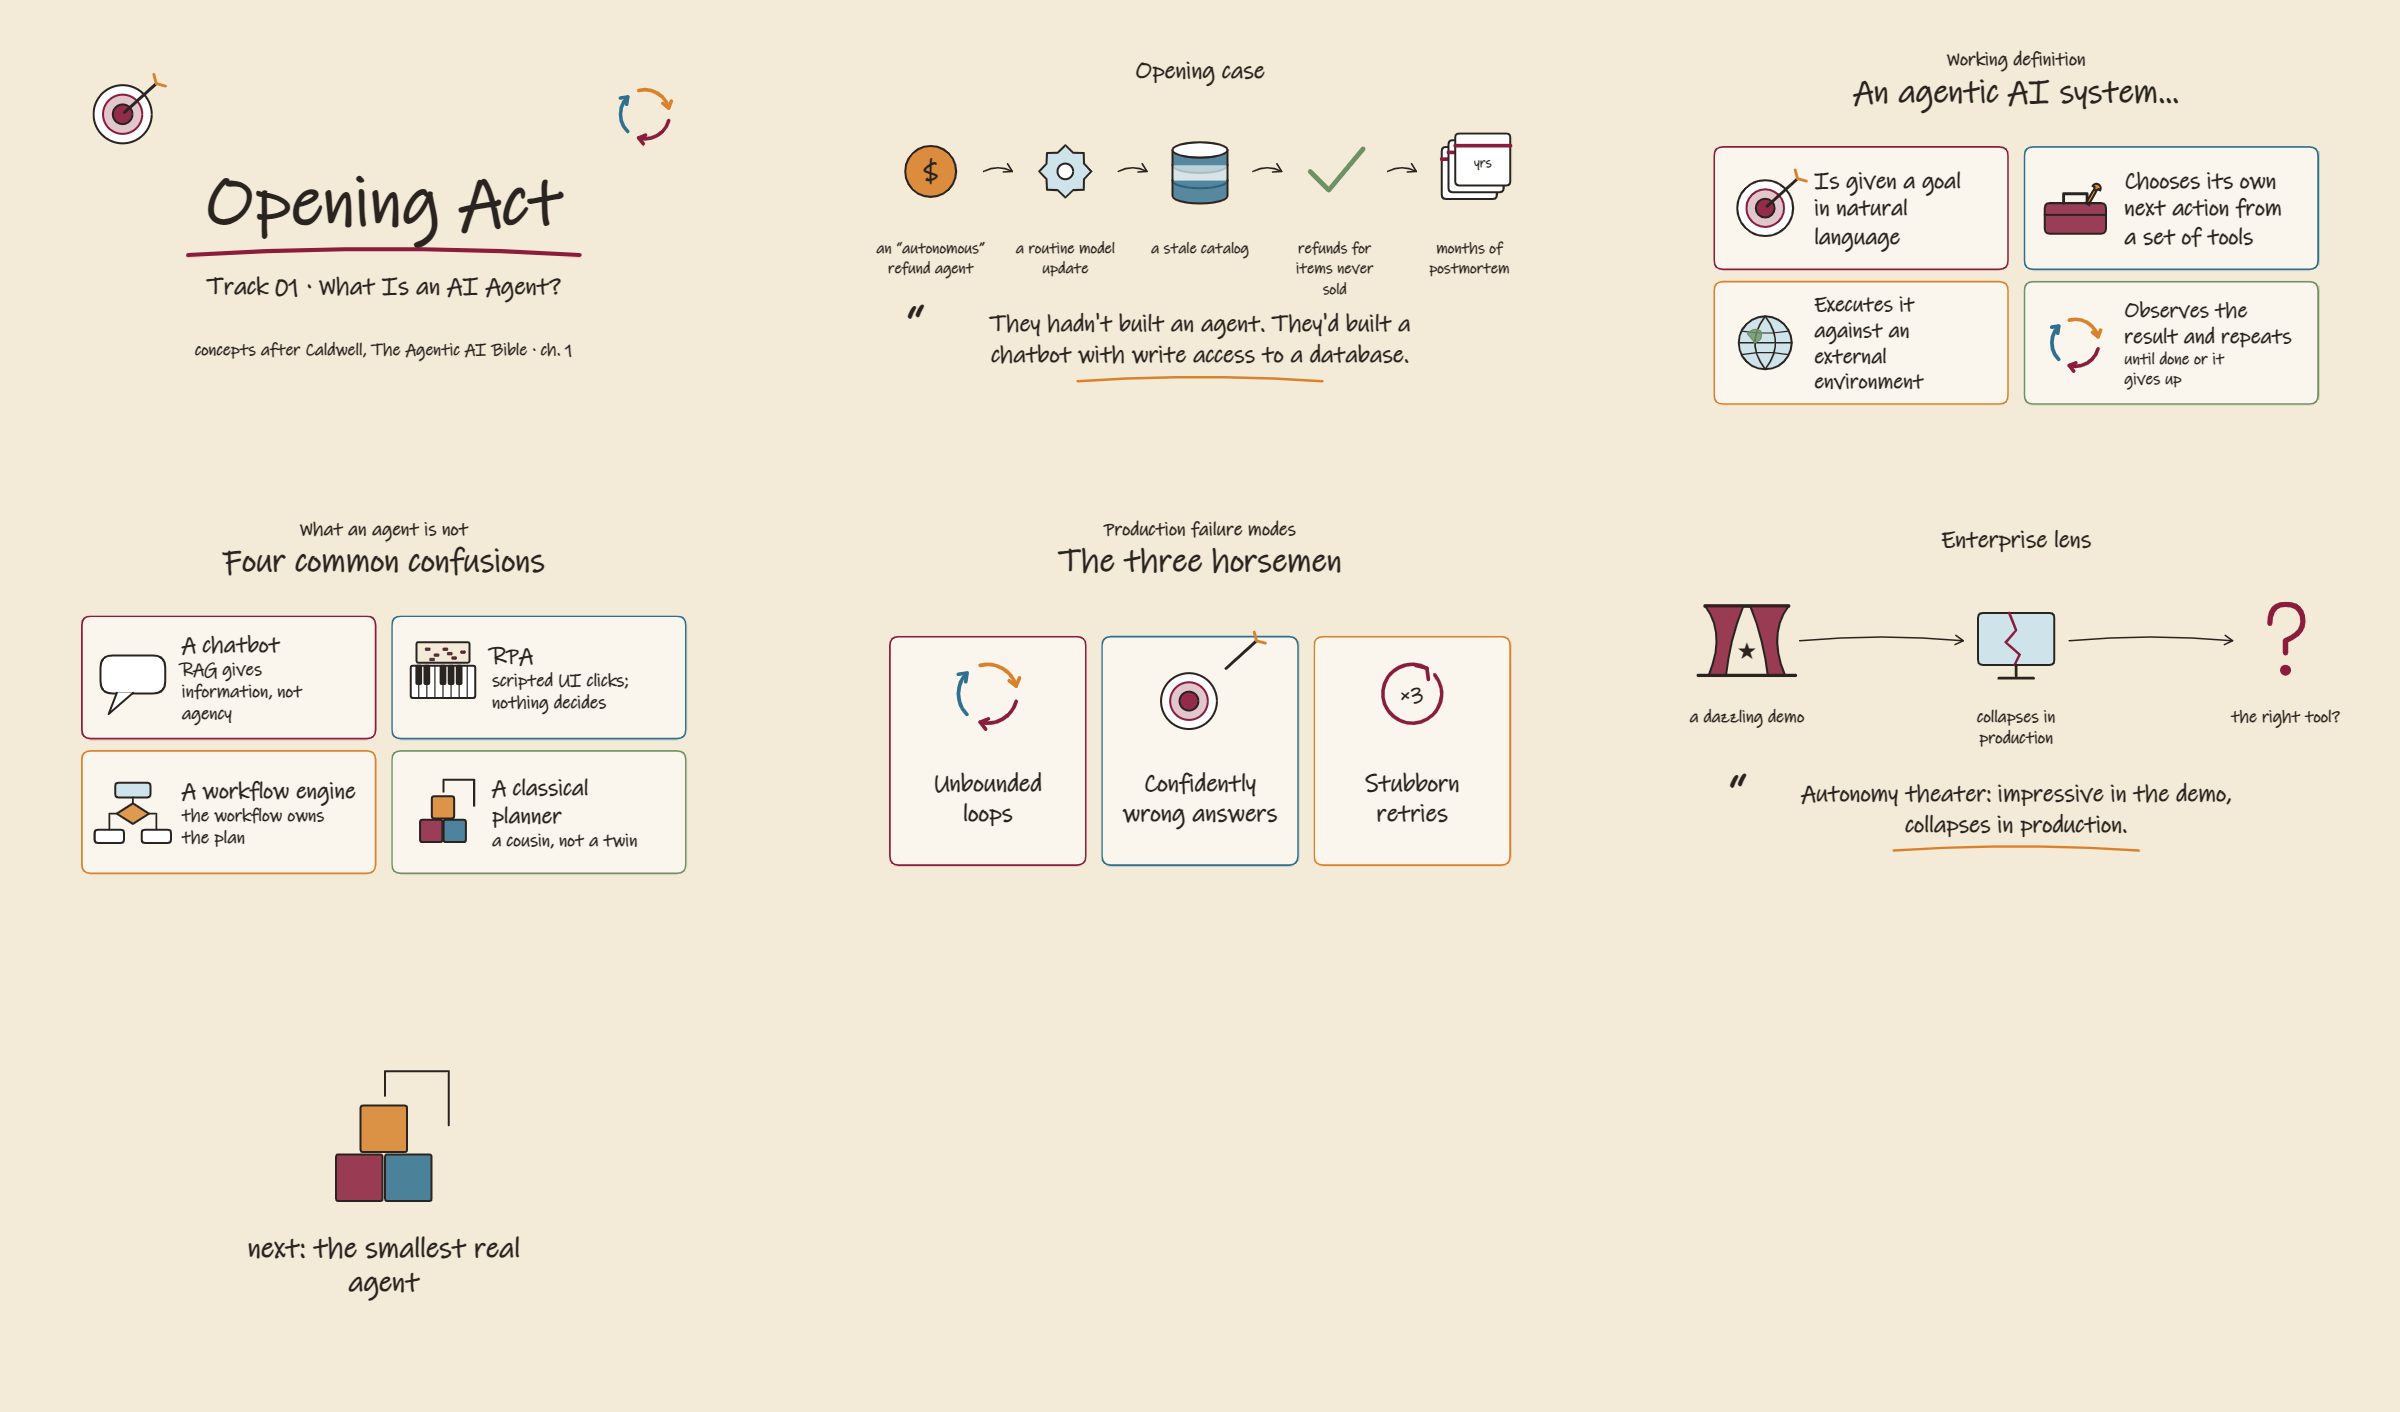 Opening Act
Track 01 · What Is an AI Agent?
concepts after Caldwell, The Agentic AI Bible · ch. 1
Opening case
$
yrs
an "autonomous"
refund agent
a routine model
update
a stale catalog
refunds for
items never
sold
months of
postmortem
“
They hadn't built an agent. They'd built a
chatbot with write access to a database.
Working definition
An agentic AI system...
Is given a goal
in natural
language
Chooses its own
next action from
a set of tools
Executes it
against an
external
environment
Observes the
result and repeats
until done or it
gives up
What an agent is not
Four common confusions
A chatbot
RAG gives
information, not
agency
RPA
scripted UI clicks;
nothing decides
A workflow engine
the workflow owns
the plan
A classical
planner
a cousin, not a twin
Production failure modes
The three horsemen
Unbounded
loops
Confidently
wrong answers
×3
Stubborn
retries
Enterprise lens
?
a dazzling demo
collapses in
production
the right tool?
“
Autonomy theater: impressive in the demo,
collapses in production.
next: the smallest real
agent